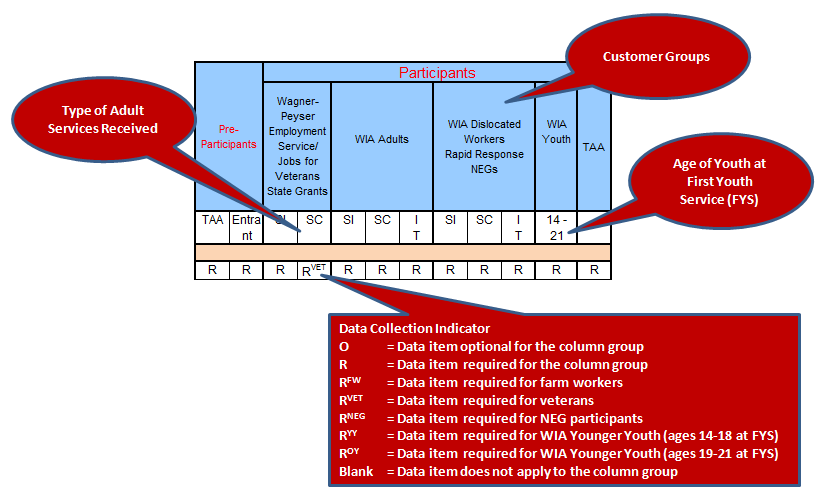 Customer Groups
Type of Adult
Services Received
Participants
Pre-
Participants
Wagner-
Peyser
Employment
Service/
Jobs for
Veterans
State Grants
WIA Adults
WIA Dislocated
Workers
Rapid Response
NEGs
WIA
Youth
TAA
Age of Youth at
First Youth
Service (FYS)
TAA Entra SI SC SI SC I SI SC I 14 -
nt T T 21
R R R RVET R R R R R R R R
Data Collection Indicator
O = Data item optional for the column group
R = Data item required for the column group
RFW = Data item required for farm workers
RVET = Data item required for veterans
RNEG = Data item required for NEG participants
RYY = Data item required for WIA Younger Youth (ages 14-18 at FYS)
ROY = Data item required for WIA Younger Youth (ages 19-21 at FYS)
Blank = Data item does not apply to the column group